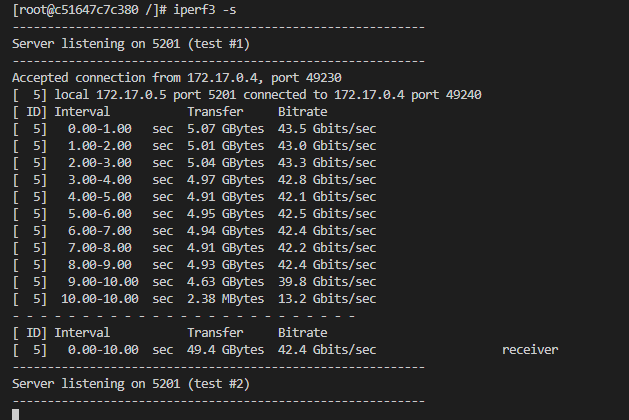 [root@c51647c7c380 /]# iperf3 -s
-----------------------------------------------------------
Server listening on 5201 (test #1)
-----------------------------------------------------------
Accepted connection from 172.17.0.4, port 49230
[  5] local 172.17.0.5 port 5201 connected to 172.17.0.4 port 49240
[ ID] Interval           Transfer     Bitrate
[  5]   0.00-1.00   sec  5.07 GBytes  43.5 Gbits/sec
[  5]   1.00-2.00   sec  5.01 GBytes  43.0 Gbits/sec
[  5]   2.00-3.00   sec  5.04 GBytes  43.3 Gbits/sec
[  5]   3.00-4.00   sec  4.97 GBytes  42.8 Gbits/sec
[  5]   4.00-5.00   sec  4.91 GBytes  42.1 Gbits/sec
[  5]   5.00-6.00   sec  4.95 GBytes  42.5 Gbits/sec
[  5]   6.00-7.00   sec  4.94 GBytes  42.4 Gbits/sec
[  5]   7.00-8.00   sec  4.91 GBytes  42.2 Gbits/sec
[  5]   8.00-9.00   sec  4.93 GBytes  42.4 Gbits/sec
[  5]   9.00-10.00  sec  4.63 GBytes  39.8 Gbits/sec
[  5]  10.00-10.00  sec  2.38 MBytes  13.2 Gbits/sec
- - - - - - - - - - - - - - - - - - - - - - - - -
[ ID] Interval           Transfer     Bitrate
[  5]   0.00-10.00  sec  49.4 GBytes  42.4 Gbits/sec                  receiver
-----------------------------------------------------------
Server listening on 5201 (test #2)
-----------------------------------------------------------